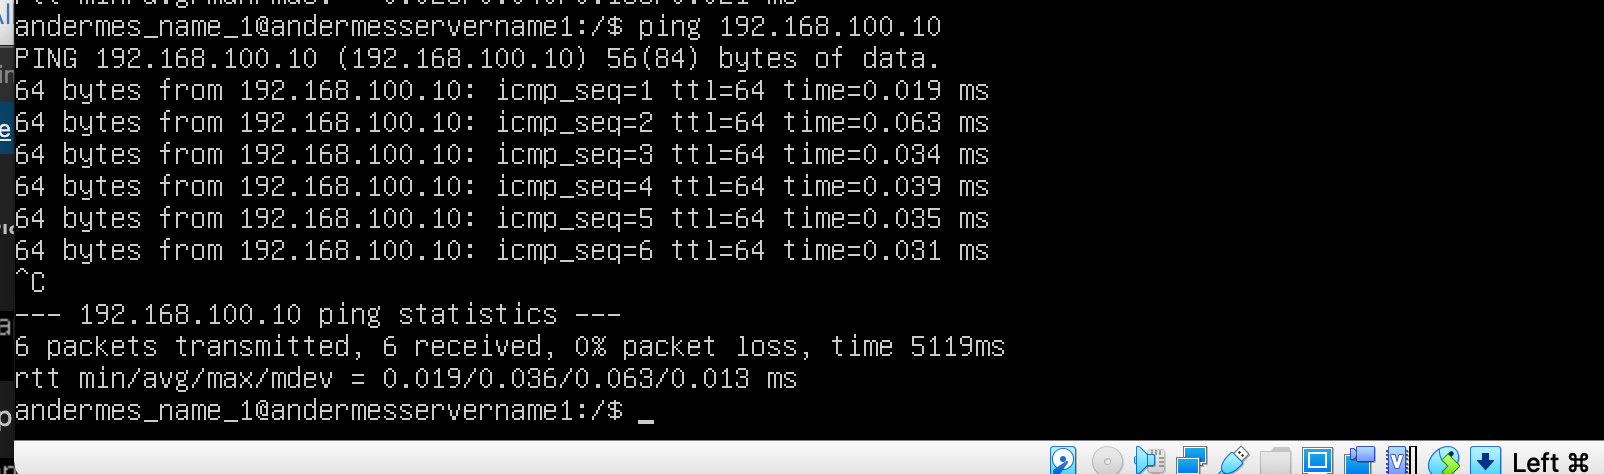 andermes_name_1@andermesservername1:/$ ping 192.168.100.10
PING 192.168.100.10 (192.168.100.10) 56(84) bytes of data.
64 bytes from 192.168.100.10: icmp_seq=1 ttl=64 time=0.019 ms
64 bytes from 192.168.100.10: icmp_seq=2 ttl=64 time=0.063 ms
64 bytes from 192.168.100.10: icmp_seq=3 ttl=64 time=0.034 ms
64 bytes from 192.168.100.10: icmp_seq=4 ttl=64 time=0.039 ms
64 bytes from 192.168.100.10: icmp_seq=5 ttl=64 time=0.035 ms
64 bytes from 192.168.100.10: icmp_seq=6 ttl=64 time=0.031 ms
^C
--- 192.168.100.10 ping statistics ---
6 packets transmitted, 6 received, 0% packet loss, time 5119ms
rtt min/avg/max/mdev = 0.019/0.036/0.063/0.013 ms
andermes_name_1@andermesservername1:/$ _
Left ⌘